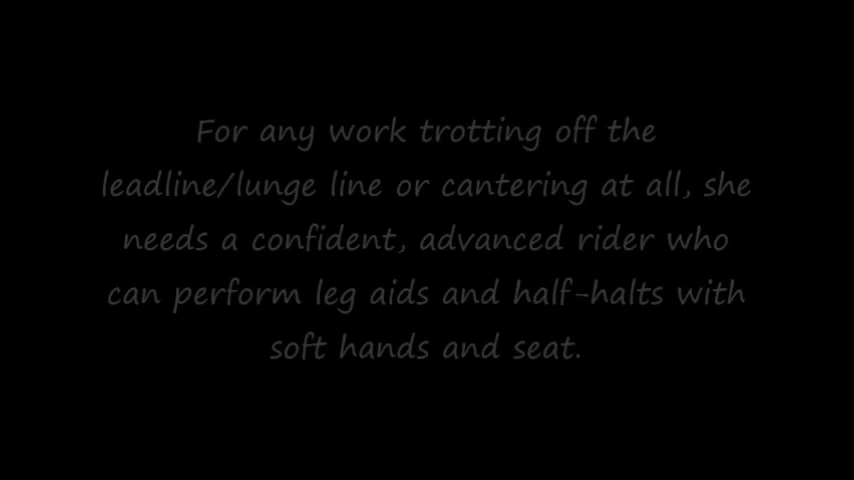 For any work trotting off the
leadline/lunge line or cantering at all, she
needs a confident, advanced rider who
can perform leg aids and half-halts with
soft hands and seat.